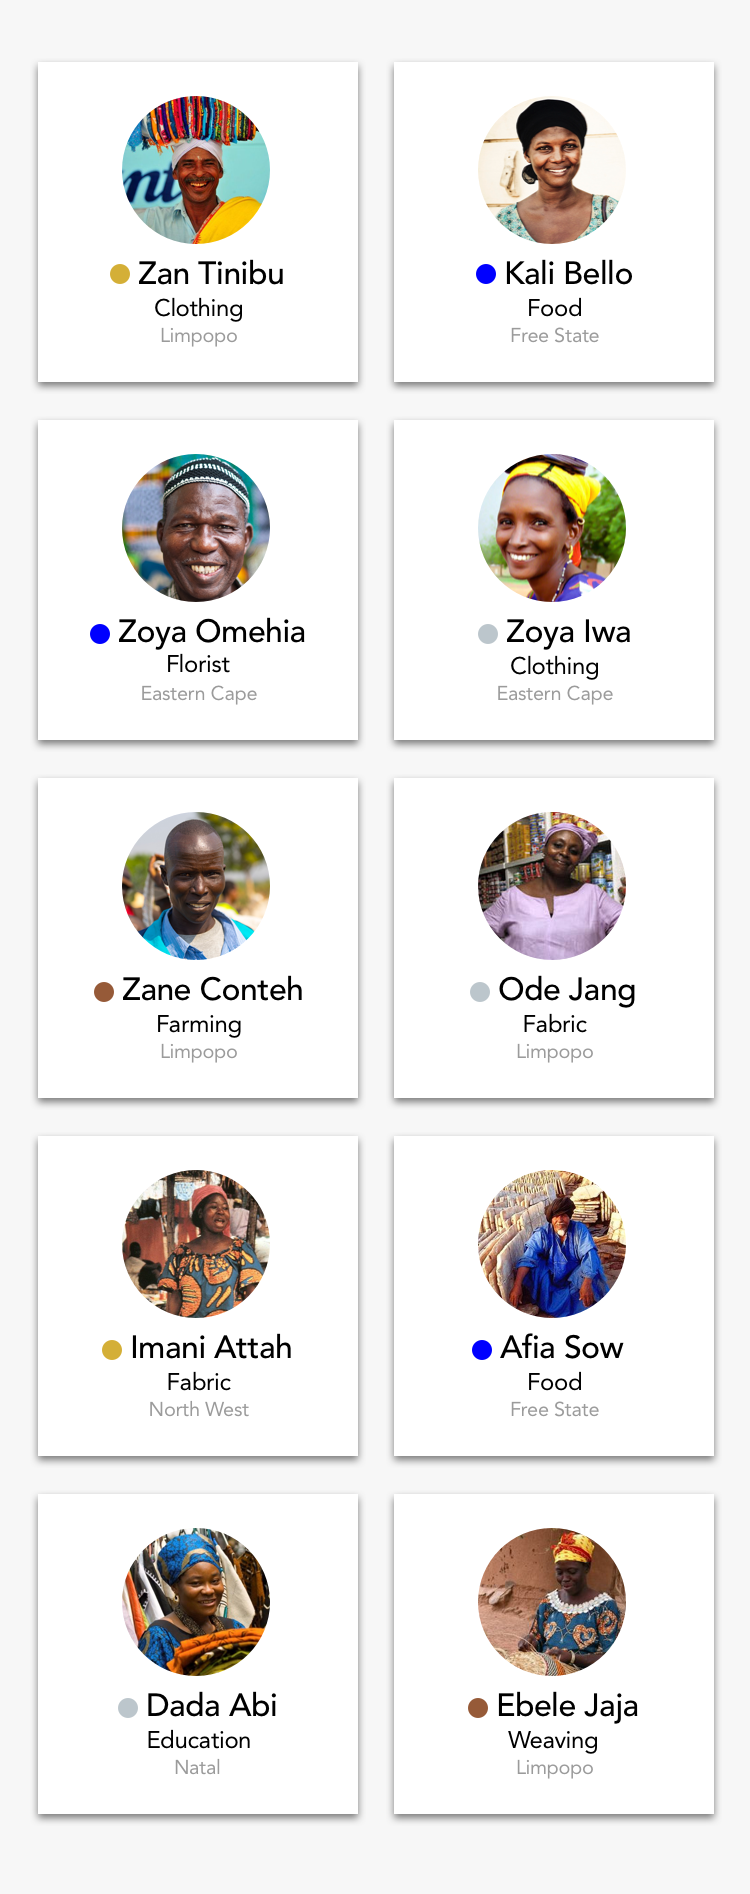 Zan Tinibu
Clothing
Limpopo
Kali Bello
Food
Free State
Zoya Omehia
Florist
Eastern Cape
Zoya Iwa
Clothing
Eastern Cape
Zane Conteh
Farming
Limpopo
Ode Jang
Fabric
Limpopo
Imani Attah
Fabric
North West
Afia Sow
Food
Free State
Dada Abi
Education
Natal
Ebele Jaja
Weaving
Limpopo